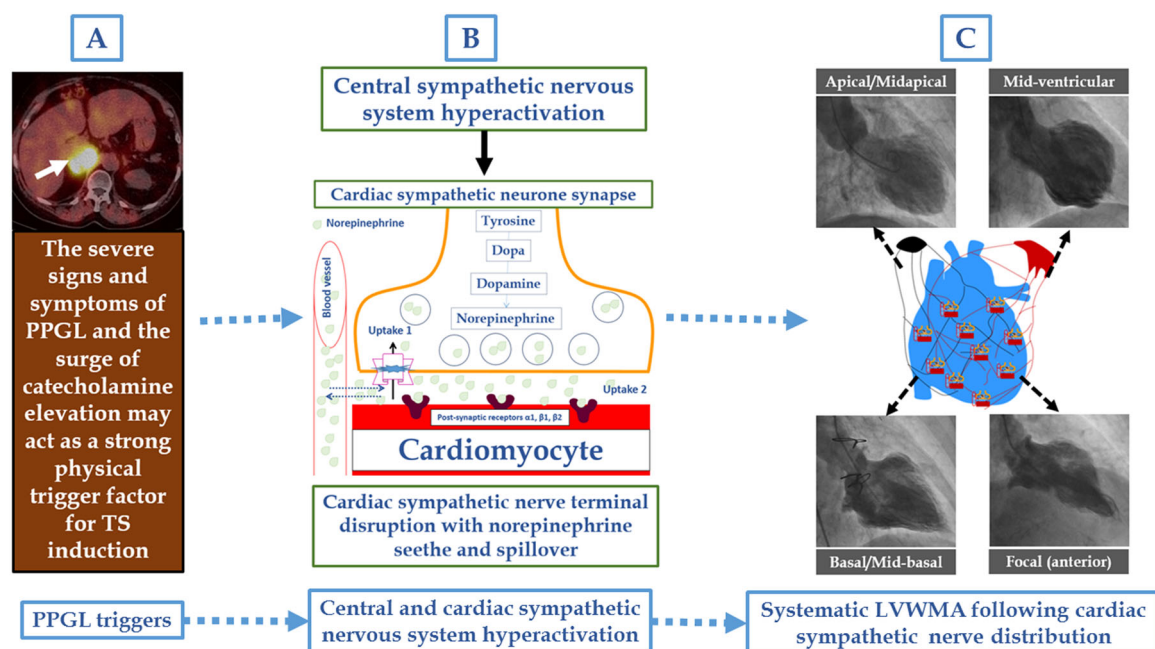 A
The severe
signs and
symptoms of
PPGL and the
surge of
catecholamine
elevation may
act as a strong
physical
trigger factor
for TS
induction
PPGL triggers
B
Central sympathetic nervous
system hyperactivation
Cardiac sympathetic neurone synapse
Norepinephrine
Tyrosine
Dopa
Dopamine
Norepinephrine
Blood vessel
Uptake 1
Uptake 2
Post-synaptic receptors α1, β1, β2
Cardiomyocyte
Cardiac sympathetic nerve terminal
disruption with norepinephrine
seethe and spillover
Central and cardiac sympathetic
nervous system hyperactivation
C
Apical/Midapical
Mid-ventricular
Basal/Mid-basal
Focal (anterior)
Systematic LVWMA following cardiac
sympathetic nerve distribution